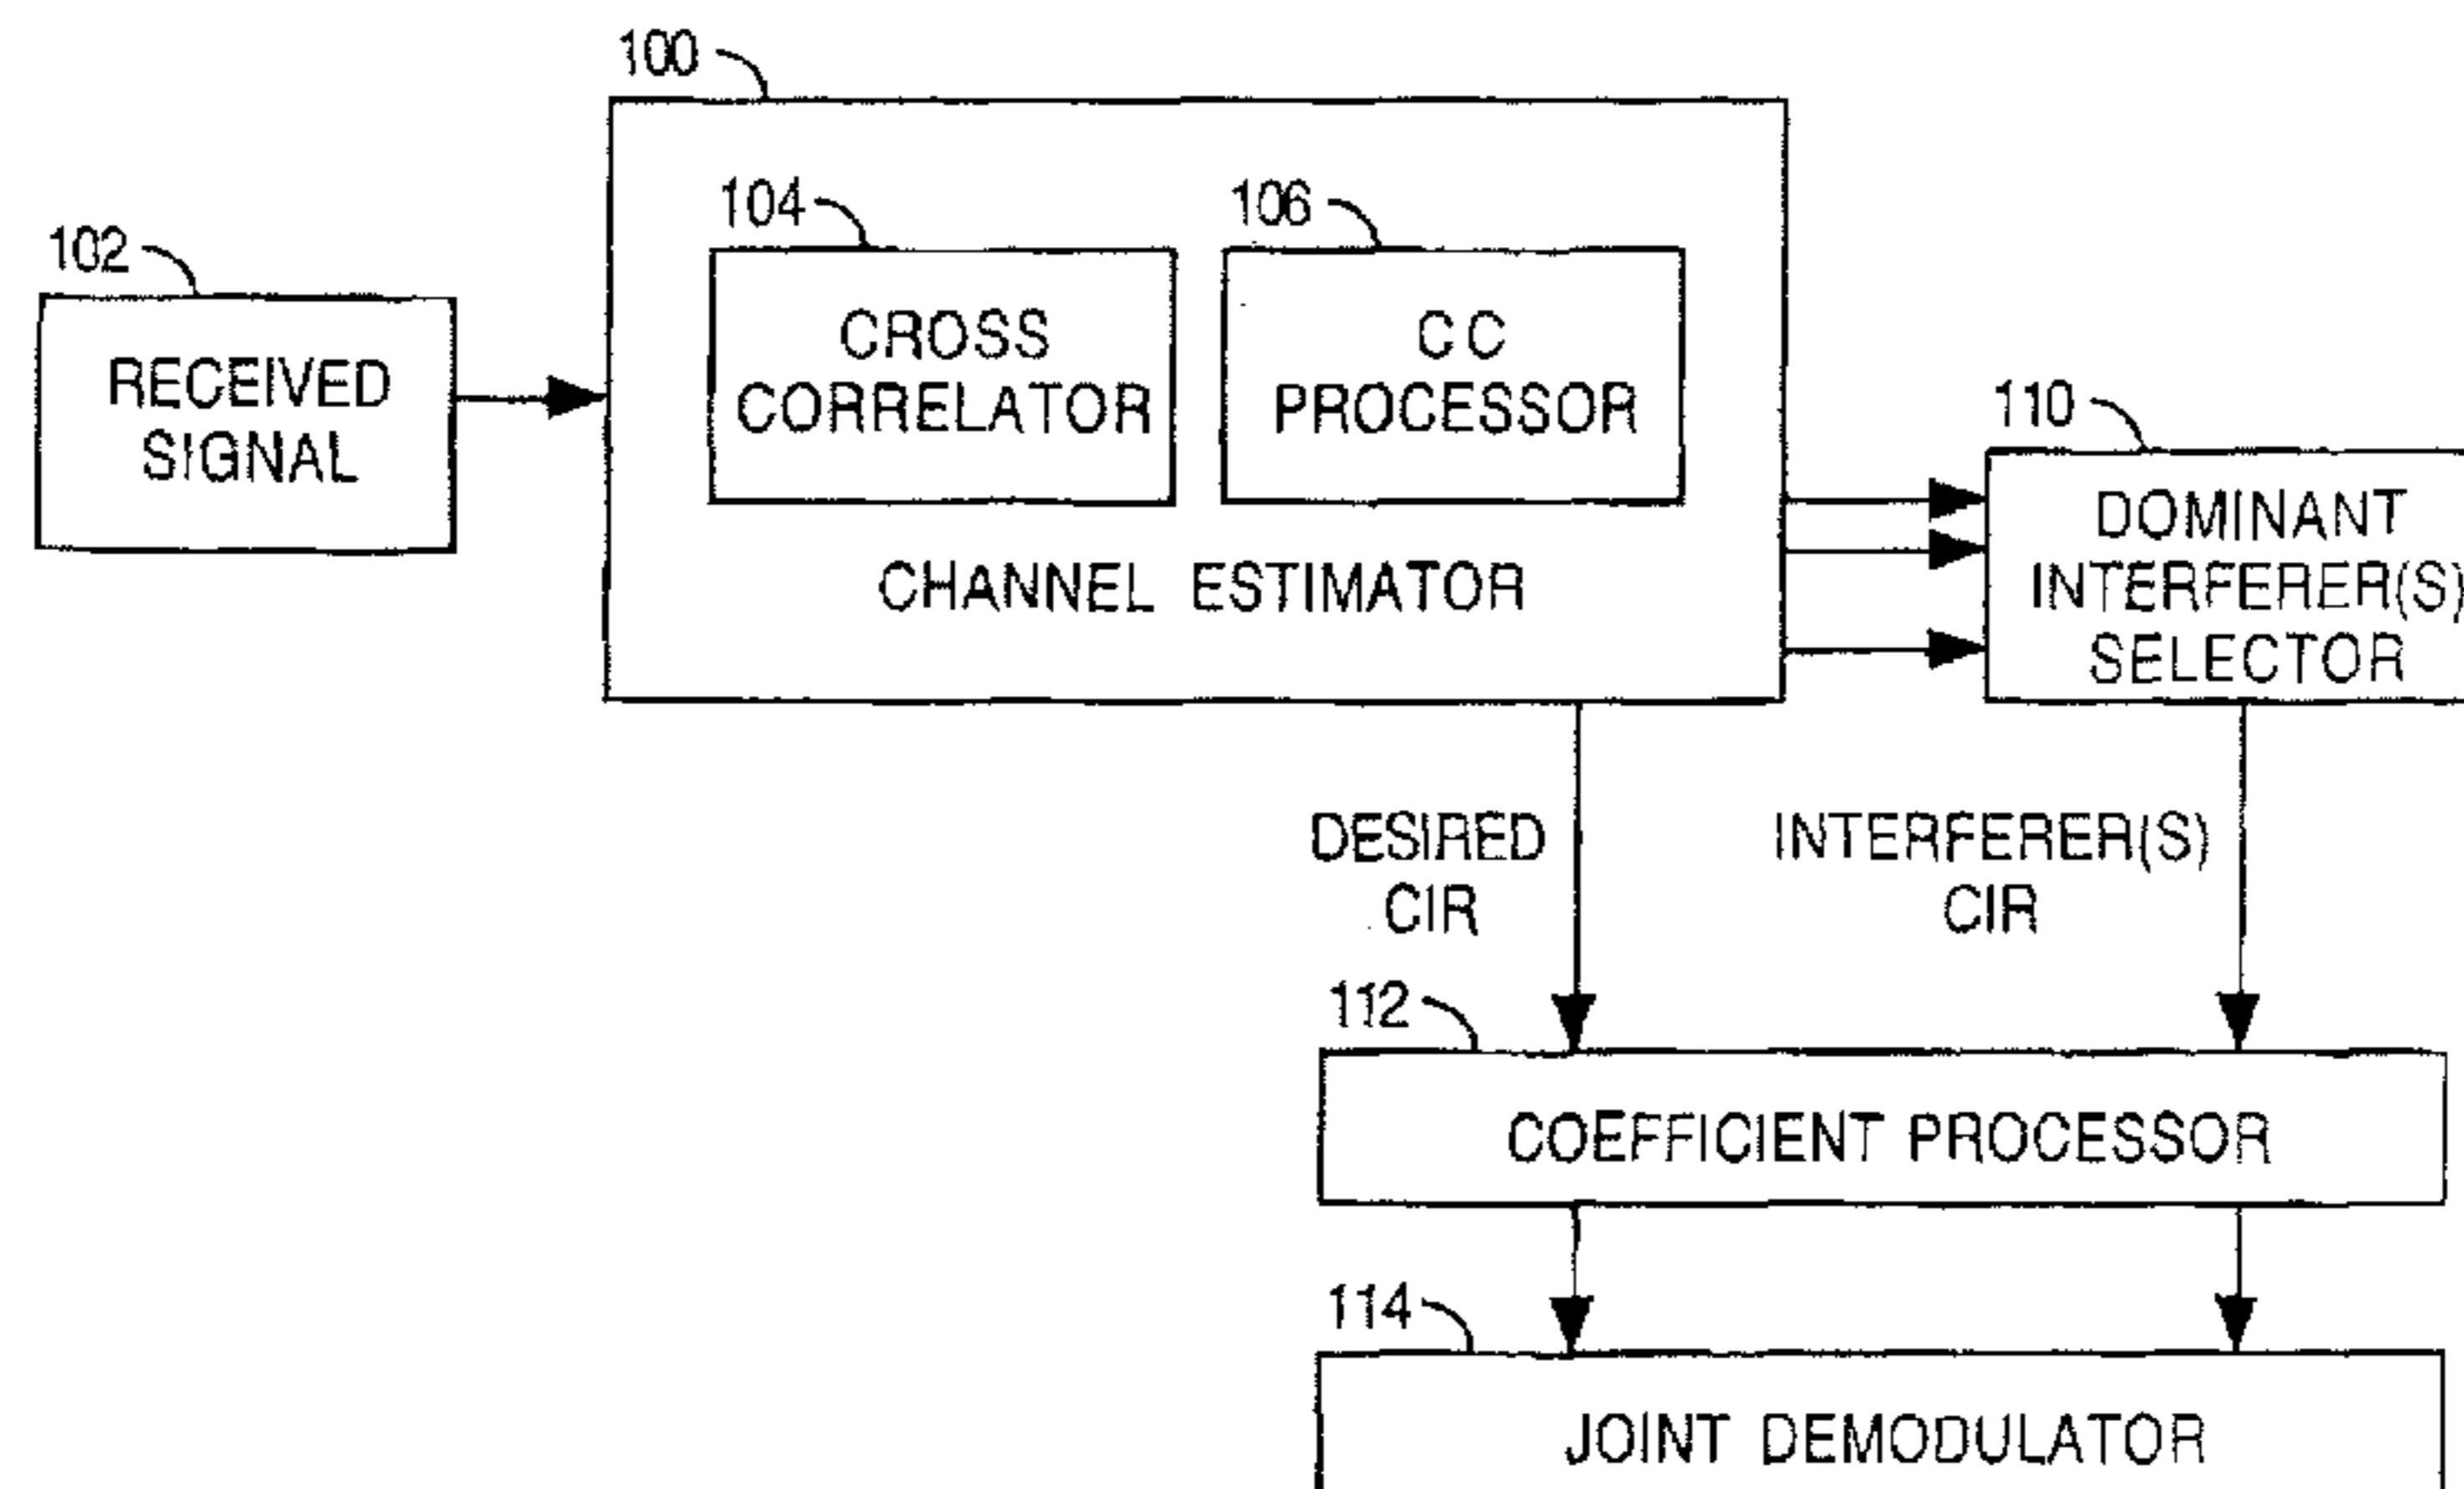 100
104
106
102
CROSS
CORRELATOR
CC
PROCESSOR
RECEIVED
SIGNAL
110
CHANNEL ESTIMATOR
DOMINANT
INTERFERER(S)
SELECTOR
DESIRED
CIR
INTERFERER(S)
CIR
112
COEFFICIENT PROCESSOR
114
JOINT DEMODULATOR